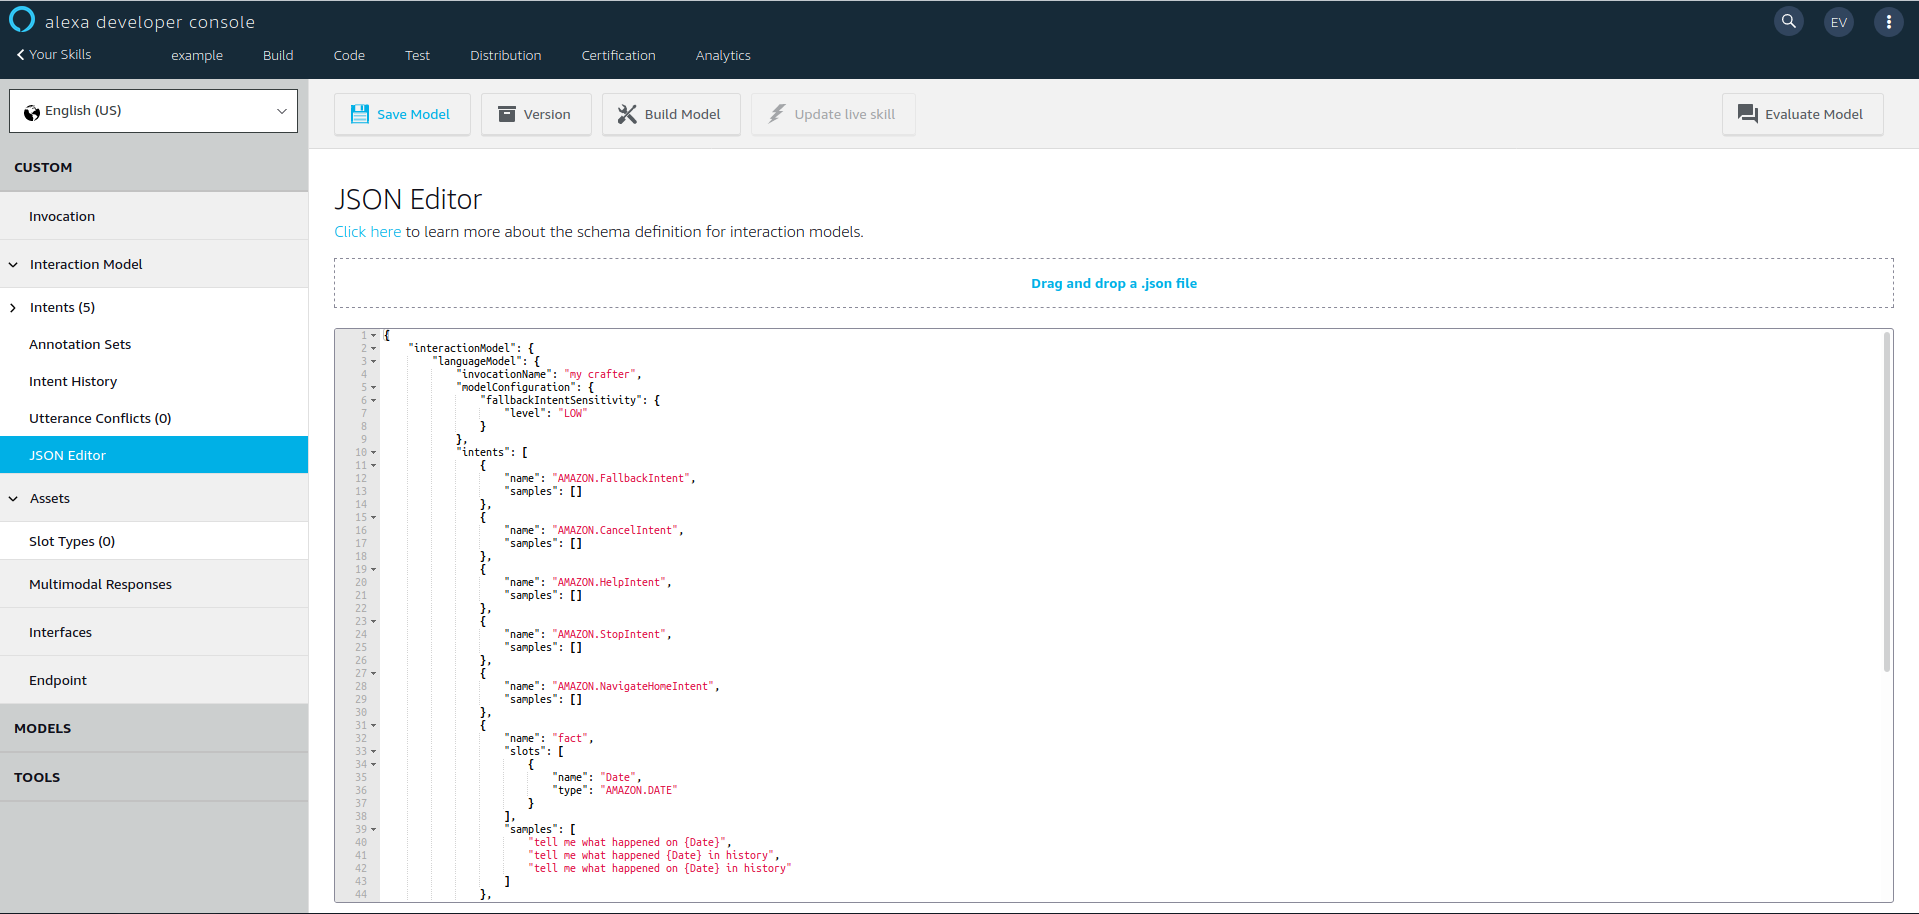 alexa developer console
EV
Your Skills
example
Build
Code
Test
Distribution
Certification
Analytics
English (US)
Save Model
Version
Build Model
Update live skill
Evaluate Model
CUSTOM
Invocation
Interaction Model
Intents (5)
Annotation Sets
Intent History
Utterance Conflicts (0)
JSON Editor
Assets
Slot Types (0)
Multimodal Responses
Interfaces
Endpoint
MODELS
TOOLS
JSON Editor
Click here to learn more about the schema definition for interaction models.
Drag and drop a .json file
1 {
2 "interactionModel": {
3 "languageModel": {
4 "invocationName": "my crafter",
5 "modelConfiguration": {
6 "fallbackIntentSensitivity": {
7 "level": "LOW"
8 }
9 },
10 "intents": [
11 {
12 "name": "AMAZON.FallbackIntent",
13 "samples": []
14 },
15 {
16 "name": "AMAZON.CancelIntent",
17 "samples": []
18 },
19 {
20 "name": "AMAZON.HelpIntent",
21 "samples": []
22 },
23 {
24 "name": "AMAZON.StopIntent",
25 "samples": []
26 },
27 {
28 "name": "AMAZON.NavigateHomeIntent",
29 "samples": []
30 },
31 {
32 "name": "fact",
33 "slots": [
34 {
35 "name": "Date",
36 "type": "AMAZON.DATE"
37 }
38 ],
39 "samples": [
40 "tell me what happened on {Date}",
41 "tell me what happened {Date} in history",
42 "tell me what happened on {Date} in history"
43 ]
44 },